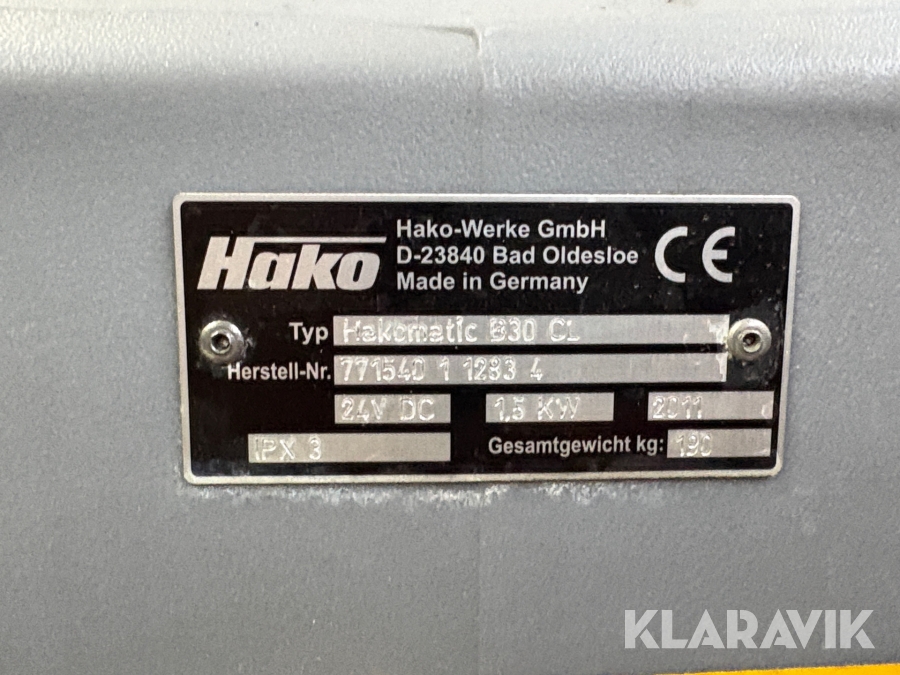 Hako
Hako-Werke GmbH
D-23840 Bad Oldesloe
Made in Germany
CE
Typ Hakomatic B30 CL
Herstell-Nr. 771540 1 1283 4
24V DC 1,5 KW 2011
IPX 3 Gesamtgewicht kg: 190
KLARAVIK